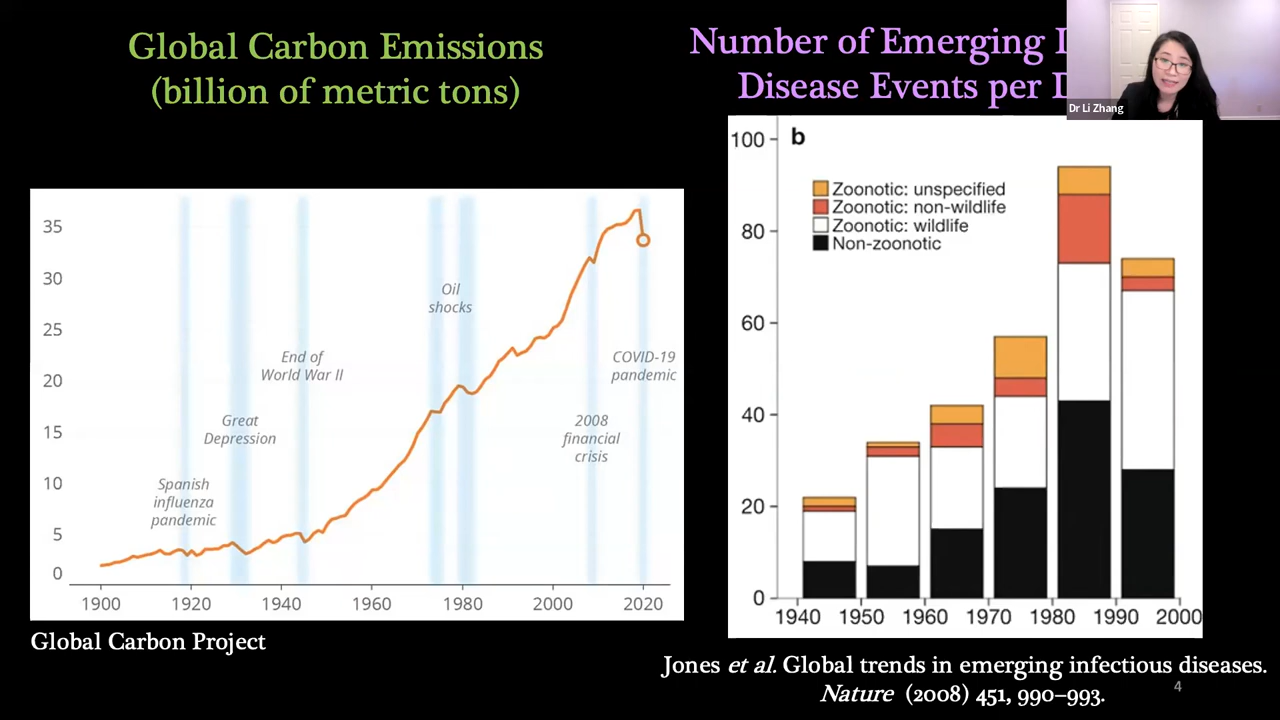 Global Carbon Emissions
(billion of metric tons)
35
30
25
20
15
10
5
0
1900
1920
1940
1960
1980
2000
2020
Spanish
influenza
pandemic
Great
Depression
End of
World War II
Oil
shocks
2008
financial
crisis
COVID-19
pandemic
Global Carbon Project
Number of Emerging
Disease Events per
Dr Li Zhang
b
Zoonotic: unspecified
Zoonotic: non-wildlife
Zoonotic: wildlife
Non-zoonotic
100
80
60
40
20
0
1940
1950
1960
1970
1980
1990
2000
Jones et al. Global trends in emerging infectious diseases.
Nature (2008) 451, 990–993.
4